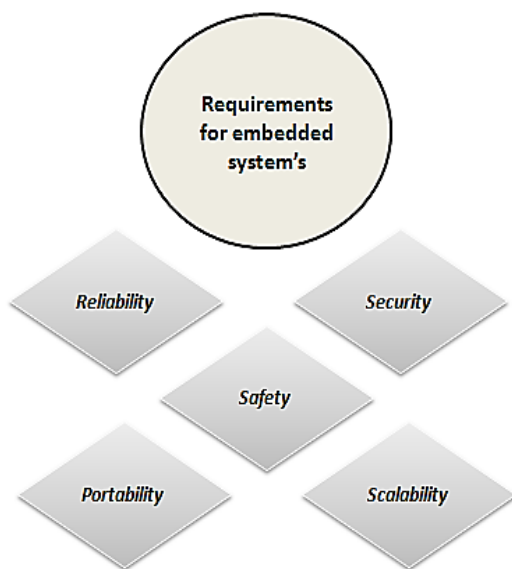 Requirements
for embedded
system's
Reliability
Security
Safety
Portability
Scalability